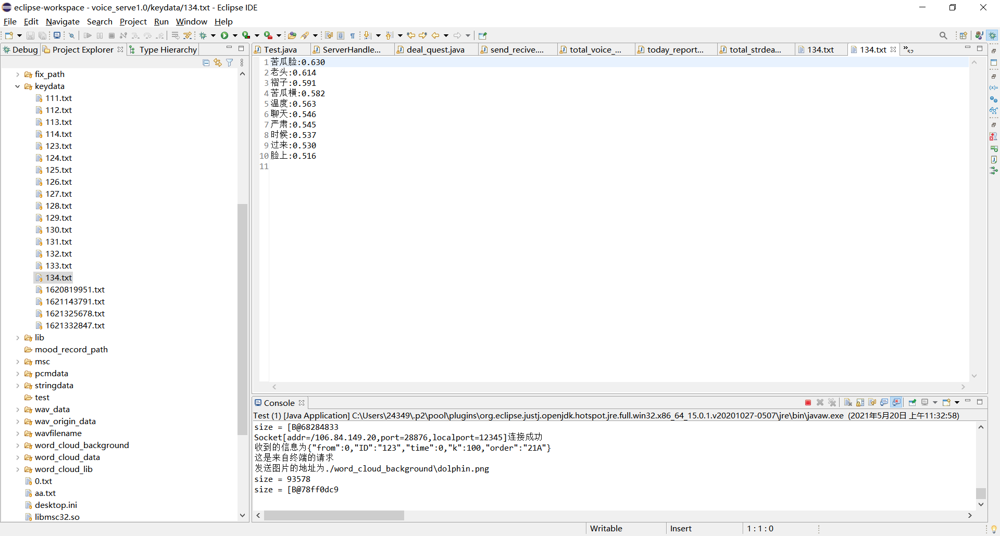 eclipse-workspace - voice_serve1.0/keydata/134.txt - Eclipse IDE
File Edit Navigate Search Project Run Window Help
Debug Project Explorer Type Hierarchy
Test.java ServerHandle... deal_quest.java send_recive.... total_voice_... today_report... total_strdea... 134.txt 134.txt »52
fix_path
keydata
111.txt
112.txt
113.txt
114.txt
123.txt
124.txt
125.txt
126.txt
127.txt
128.txt
129.txt
130.txt
131.txt
132.txt
133.txt
134.txt
1620819951.txt
1621143791.txt
1621325678.txt
1621332847.txt
lib
mood_record_path
msc
pcmdata
stringdata
test
wav_data
wav_origin_data
wavfilename
word_cloud_background
word_cloud_data
word_cloud_lib
0.txt
aa.txt
desktop.ini
libmsc32.so
1 苦瓜脸:0.630
2 老头:0.614
3 褶子:0.591
4 苦瓜横:0.582
5 温度:0.563
6 聊天:0.546
7 严肃:0.545
8 时候:0.537
9 过来:0.530
10 脸上:0.516
11
(x)=
Console
Test (1) [Java Application] C:\Users\24349\.p2\pool\plugins\org.eclipse.justj.openjdk.hotspot.jre.full.win32.x86_64_15.0.1.v20201027-0507\jre\bin\javaw.exe (2021年5月20日 上午11:32:58)
size = [B@68284833
Socket[addr=/106.84.149.20,port=28876,localport=12345]连接成功
收到的信息为{"from":0,"ID":"123","time":0,"k":100,"order":"21A"}
这是来自终端的请求
发送图片的地址为./word_cloud_background\dolphin.png
size = 93578
size = [B@78ff0dc9
Writable Insert 1 : 1 : 0